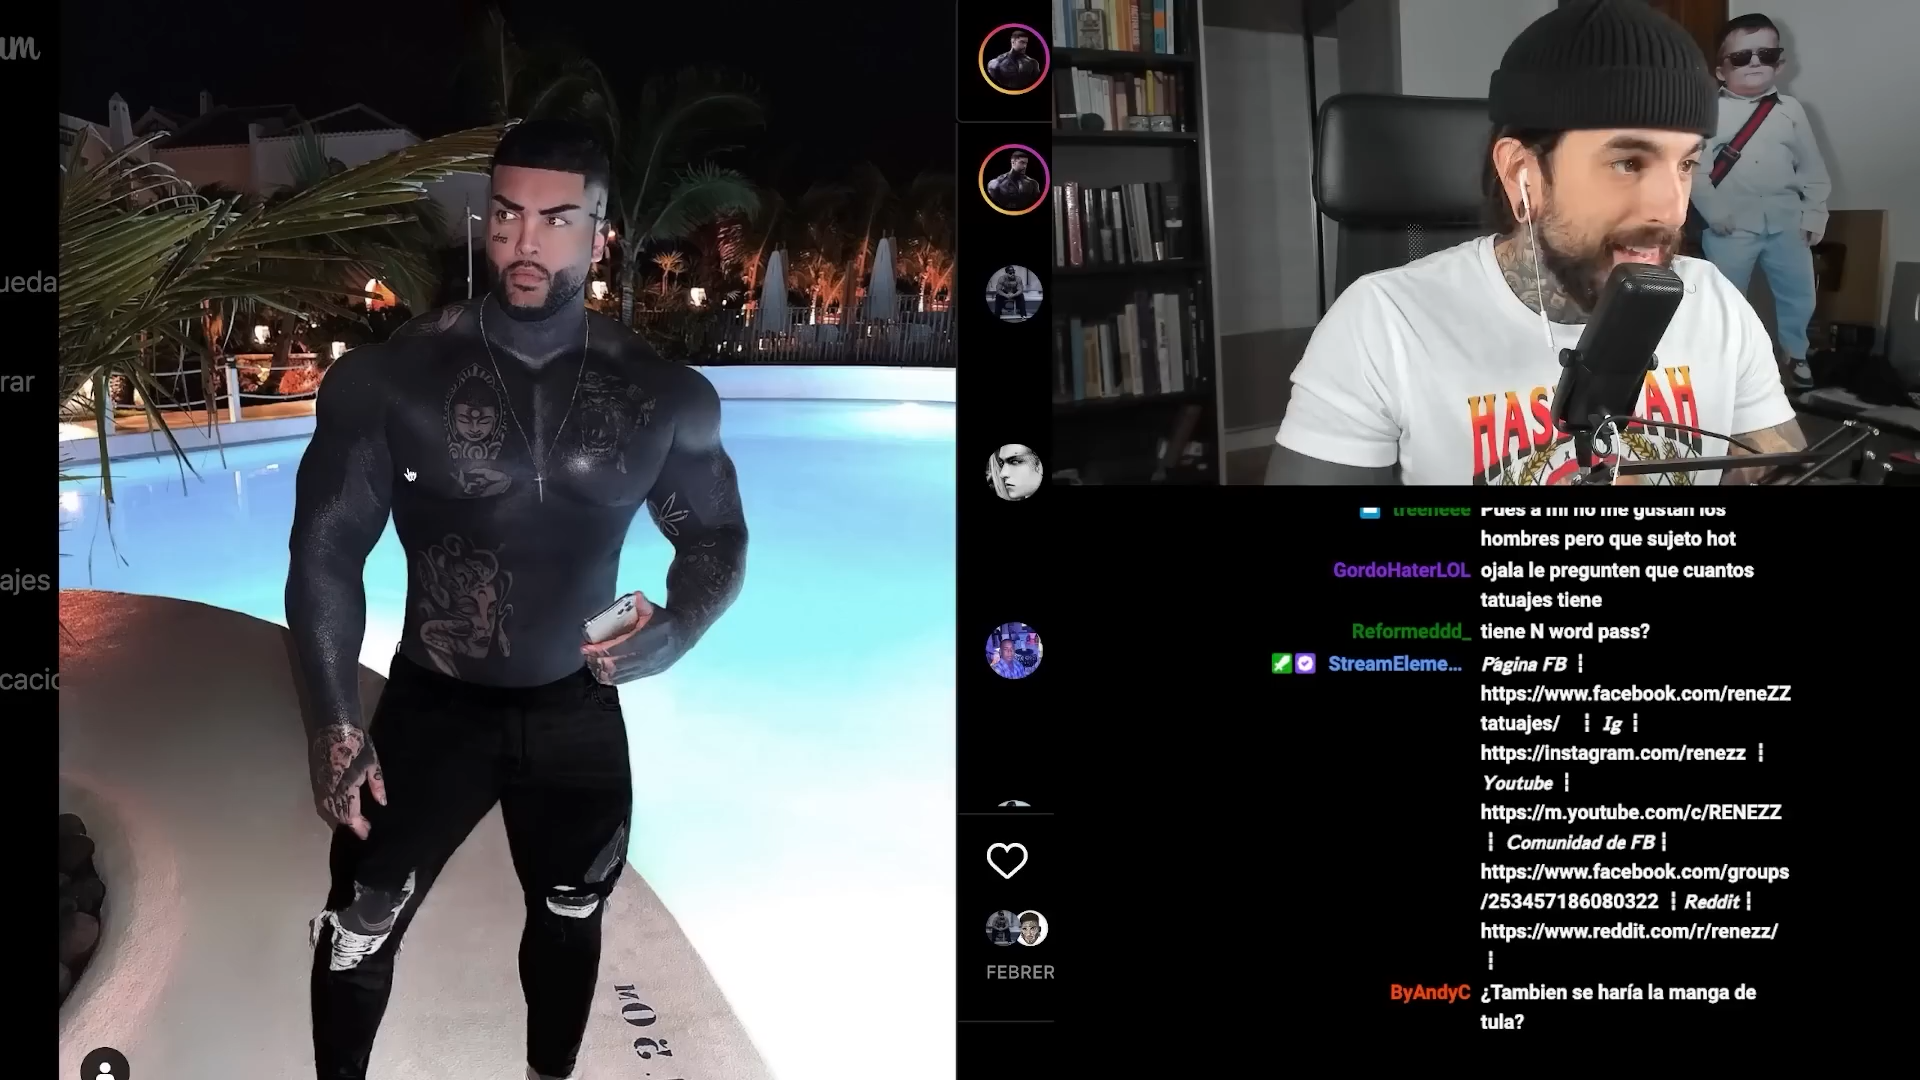 um
ueda
rar
ajes
cacio
FEBRER
treeneee Pues a mi no me gustan los
hombres pero que sujeto hot
GordoHaterLOL ojala le pregunten que cuantos
tatuajes tiene
Reformeddd_ tiene N word pass?
StreamEleme... Página FB ┊
https://www.facebook.com/reneZZ
tatuajes/ ┊ Ig ┊
https://instagram.com/renezz ┊
Youtube ┊
https://m.youtube.com/c/RENEZZ
┊ Comunidad de FB ┊
https://www.facebook.com/groups
/253457186080322 ┊ Reddit ┊
https://www.reddit.com/r/renezz/
┊
ByAndyC ¿Tambien se haría la manga de
tula?